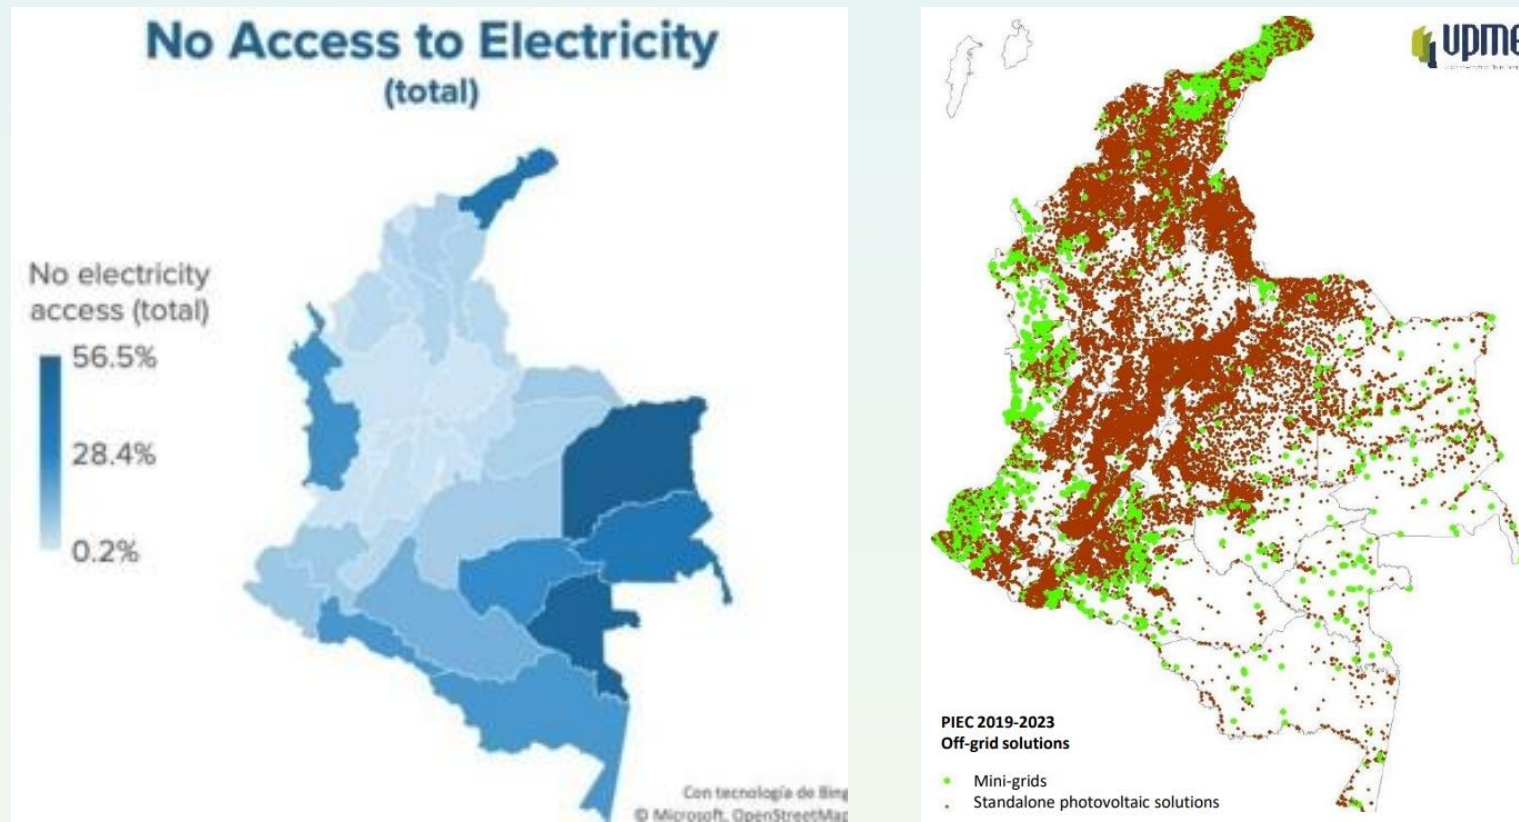 No Access to Electricity
(total)
No electricity
access (total)
56.5%
28.4%
0.2%
Con tecnología de Bing
© Microsoft, OpenStreetMap
upme
PIEC 2019-2023
Off-grid solutions
Mini-grids
Standalone photovoltaic solutions